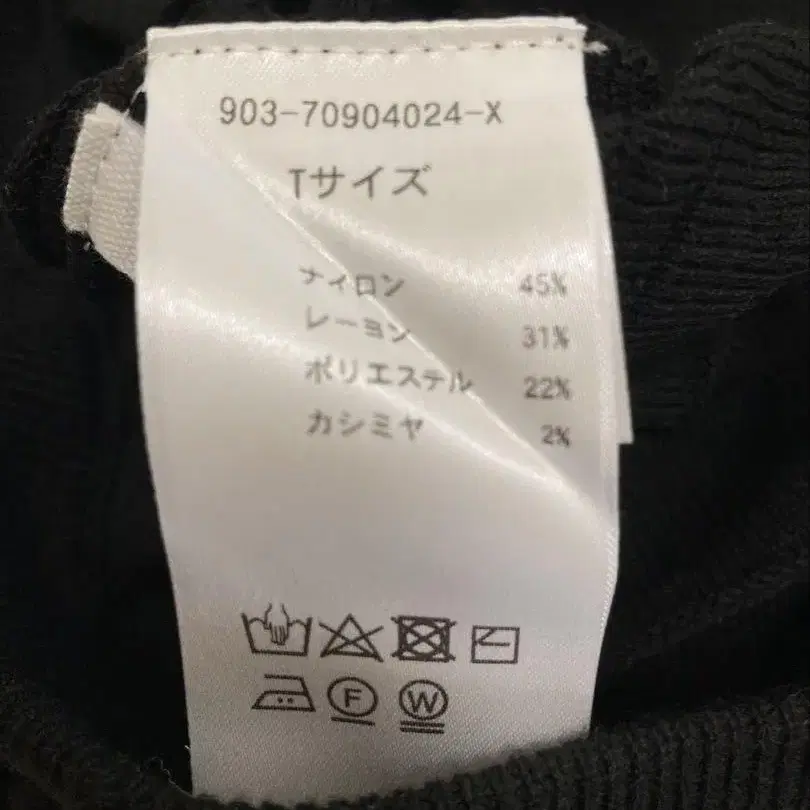 903-70904024-X
Tサイズ
ナイロン 45%
レーヨン 31%
ポリエステル 22%
カシミヤ 2%
F W